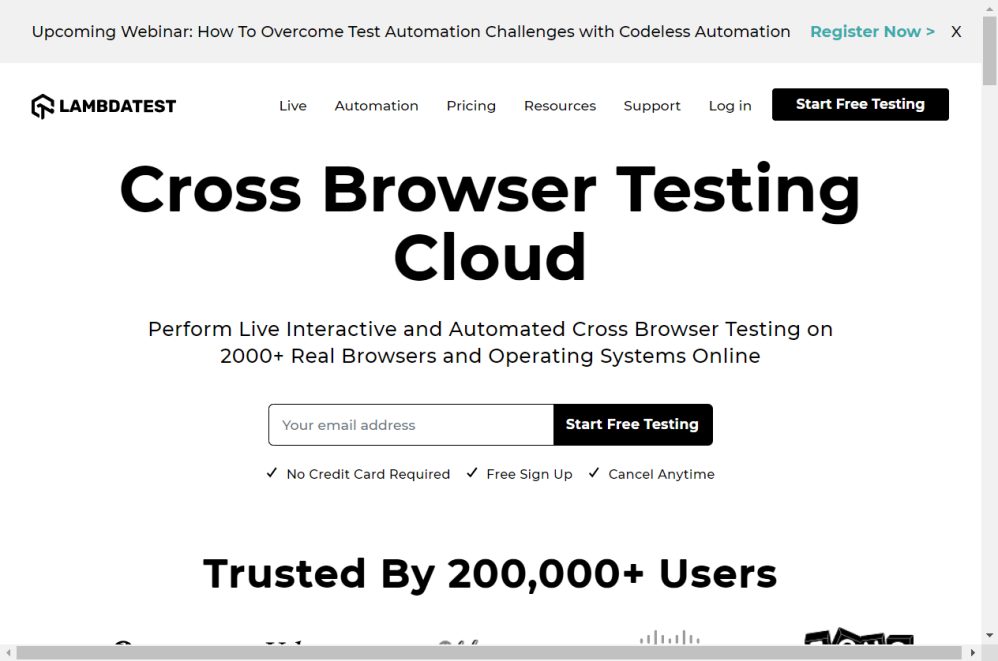 Upcoming Webinar: How To Overcome Test Automation Challenges with Codeless Automation Register Now > X
LAMBDATEST Live Automation Pricing Resources Support Log in Start Free Testing
Cross Browser Testing
Cloud
Perform Live Interactive and Automated Cross Browser Testing on
2000+ Real Browsers and Operating Systems Online
Your email address Start Free Testing
✓ No Credit Card Required ✓ Free Sign Up ✓ Cancel Anytime
Trusted By 200,000+ Users